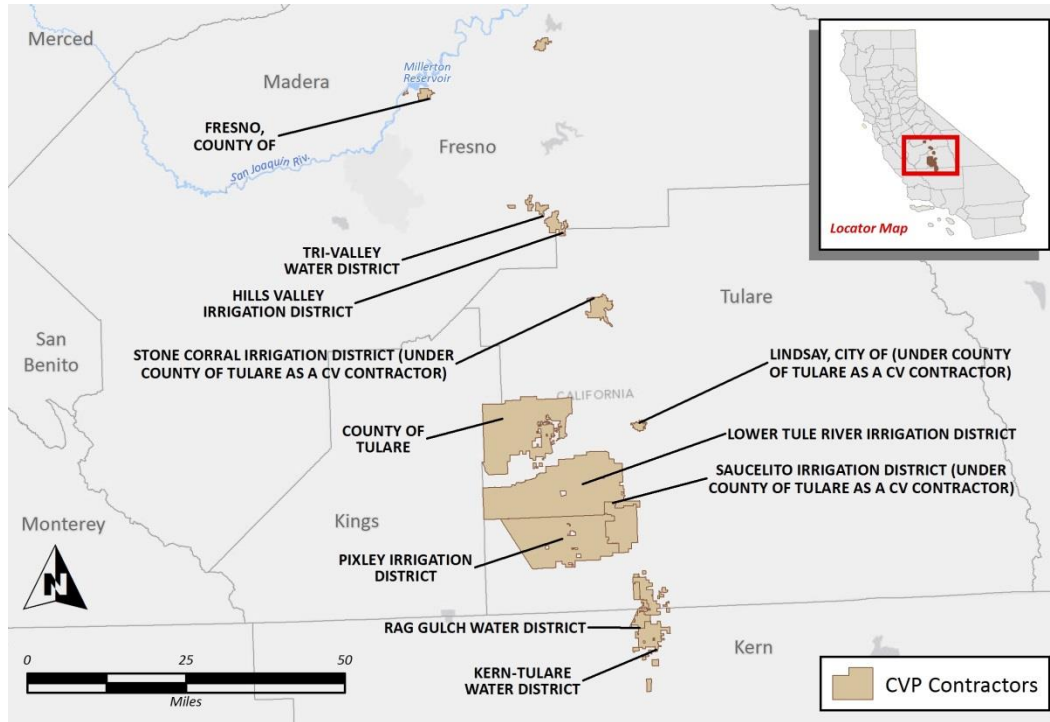 Merced
Madera
Millerton
Reservoir
FRESNO,
COUNTY OF
San Joaquin Riv.
Fresno
Locator Map
TRI-VALLEY
WATER DISTRICT
HILLS VALLEY
IRRIGATION DISTRICT
Tulare
San
Benito
STONE CORRAL IRRIGATION DISTRICT (UNDER
COUNTY OF TULARE AS A CV CONTRACTOR)
LINDSAY, CITY OF (UNDER COUNTY
OF TULARE AS A CV CONTRACTOR)
CALIFORNIA
COUNTY OF
TULARE
LOWER TULE RIVER IRRIGATION DISTRICT
SAUCELITO IRRIGATION DISTRICT (UNDER
COUNTY OF TULARE AS A CV CONTRACTOR)
Monterey
Kings
PIXLEY IRRIGATION
DISTRICT
N
RAG GULCH WATER DISTRICT
Kern
KERN-TULARE
WATER DISTRICT
0 25 50
Miles
CVP Contractors